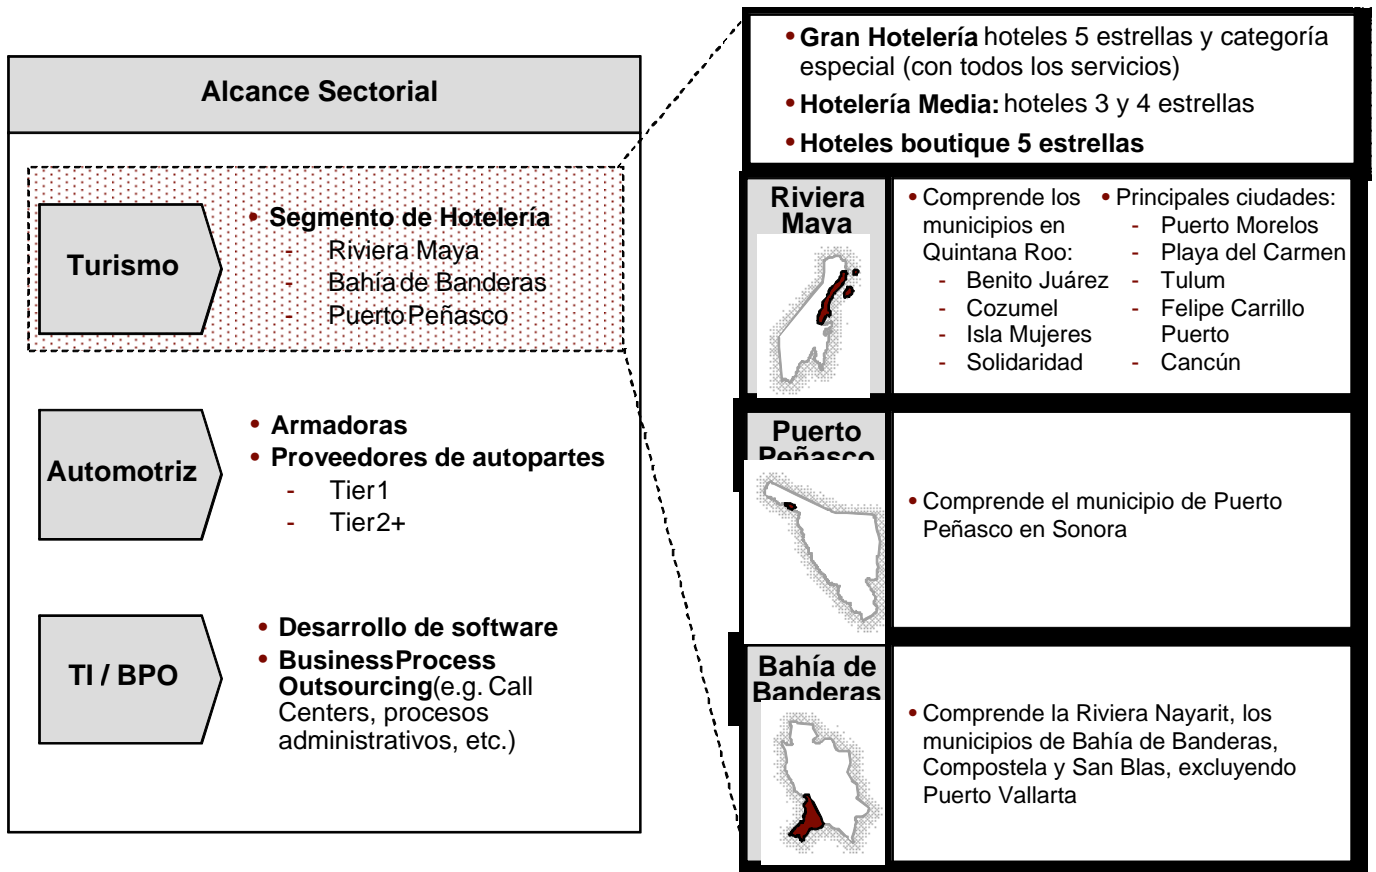 Alcance Sectorial
Turismo
• Segmento de Hotelería
- Riviera Maya
- Bahía de Banderas
- Puerto Peñasco
Automotriz
• Armadoras
• Proveedores de autopartes
- Tier1
- Tier2+
TI / BPO
• Desarrollo de software
• Business Process
Outsourcing (e.g. Call
Centers, procesos
administrativos, etc.)
• Gran Hotelería hoteles 5 estrellas y categoría
especial (con todos los servicios)
• Hotelería Media: hoteles 3 y 4 estrellas
• Hoteles boutique 5 estrellas
Riviera
Maya
• Comprende los
municipios en
Quintana Roo:
- Benito Juárez
- Cozumel
- Isla Mujeres
- Solidaridad
• Principales ciudades:
- Puerto Morelos
- Playa del Carmen
- Tulum
- Felipe Carrillo
Puerto
- Cancún
Puerto
Peñasco
• Comprende el municipio de Puerto
Peñasco en Sonora
Bahía de
Banderas
• Comprende la Riviera Nayarit, los
municipios de Bahía de Banderas,
Compostela y San Blas, excluyendo
Puerto Vallarta